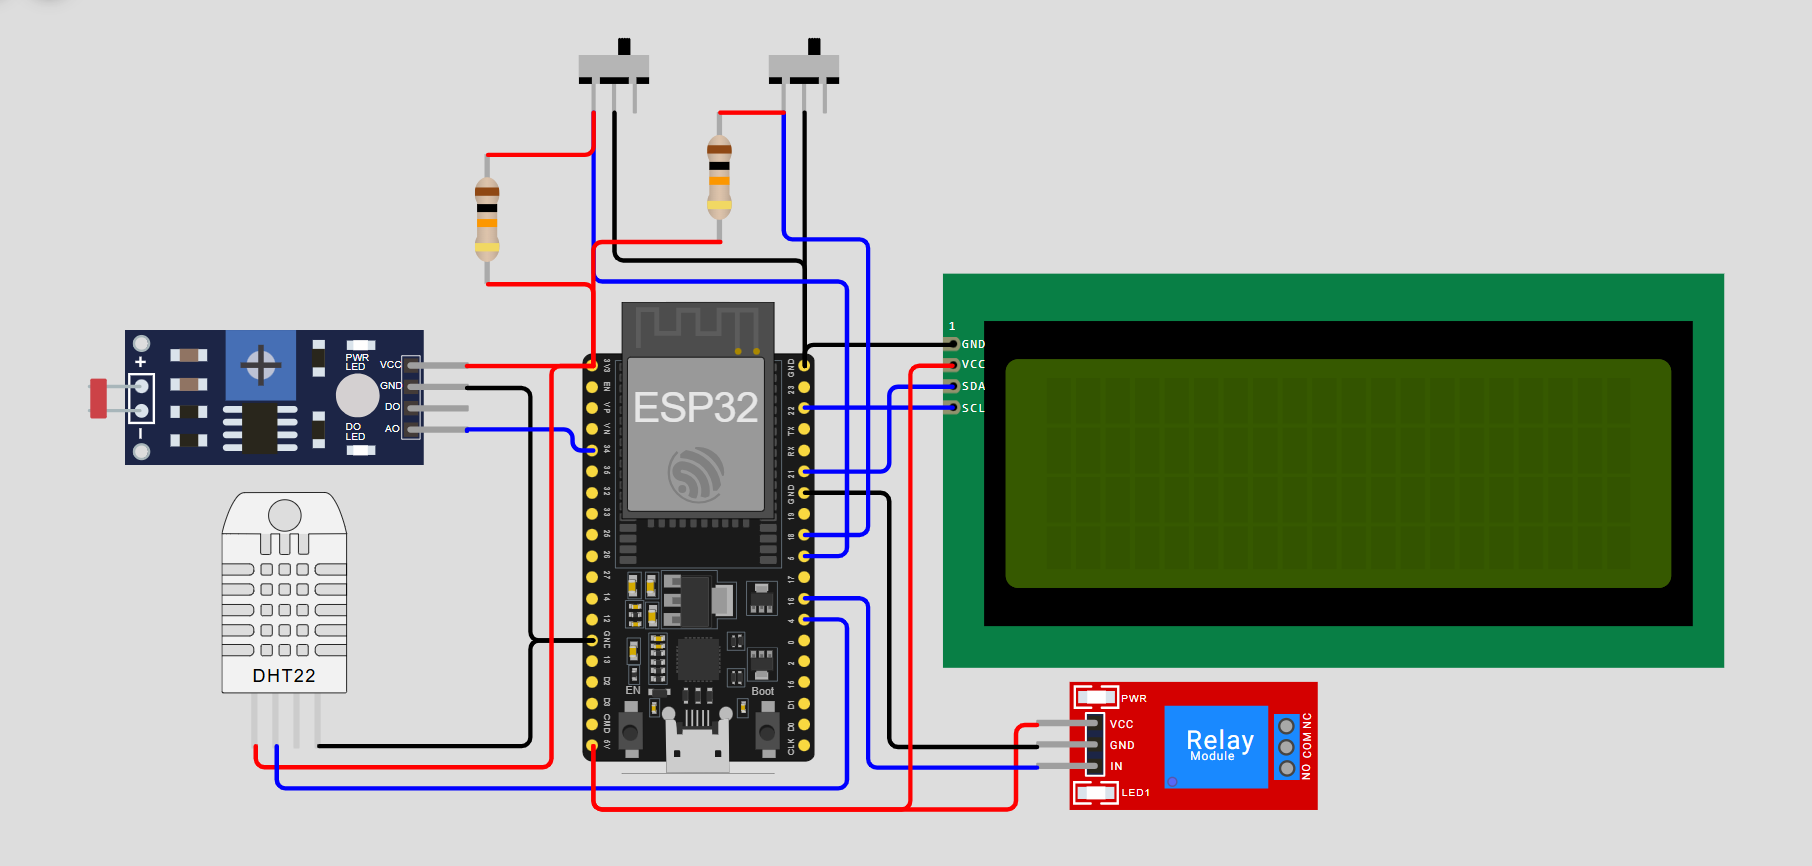 1
GND
VCC
SDA
SCL
PWR
LED
VCC
GND
DO
AO
DO
LED
+
ESP32
3V3
EN
VP
VN
34
35
32
33
25
26
27
14
12
GND
13
D2
D3
CMD
5V
GND
23
22
TX
RX
21
GND
19
18
5
17
16
4
0
2
15
D1
D0
CLK
EN
Boot
DHT22
PWR
VCC
GND
IN
LED1
Relay
Module
NO COM NC